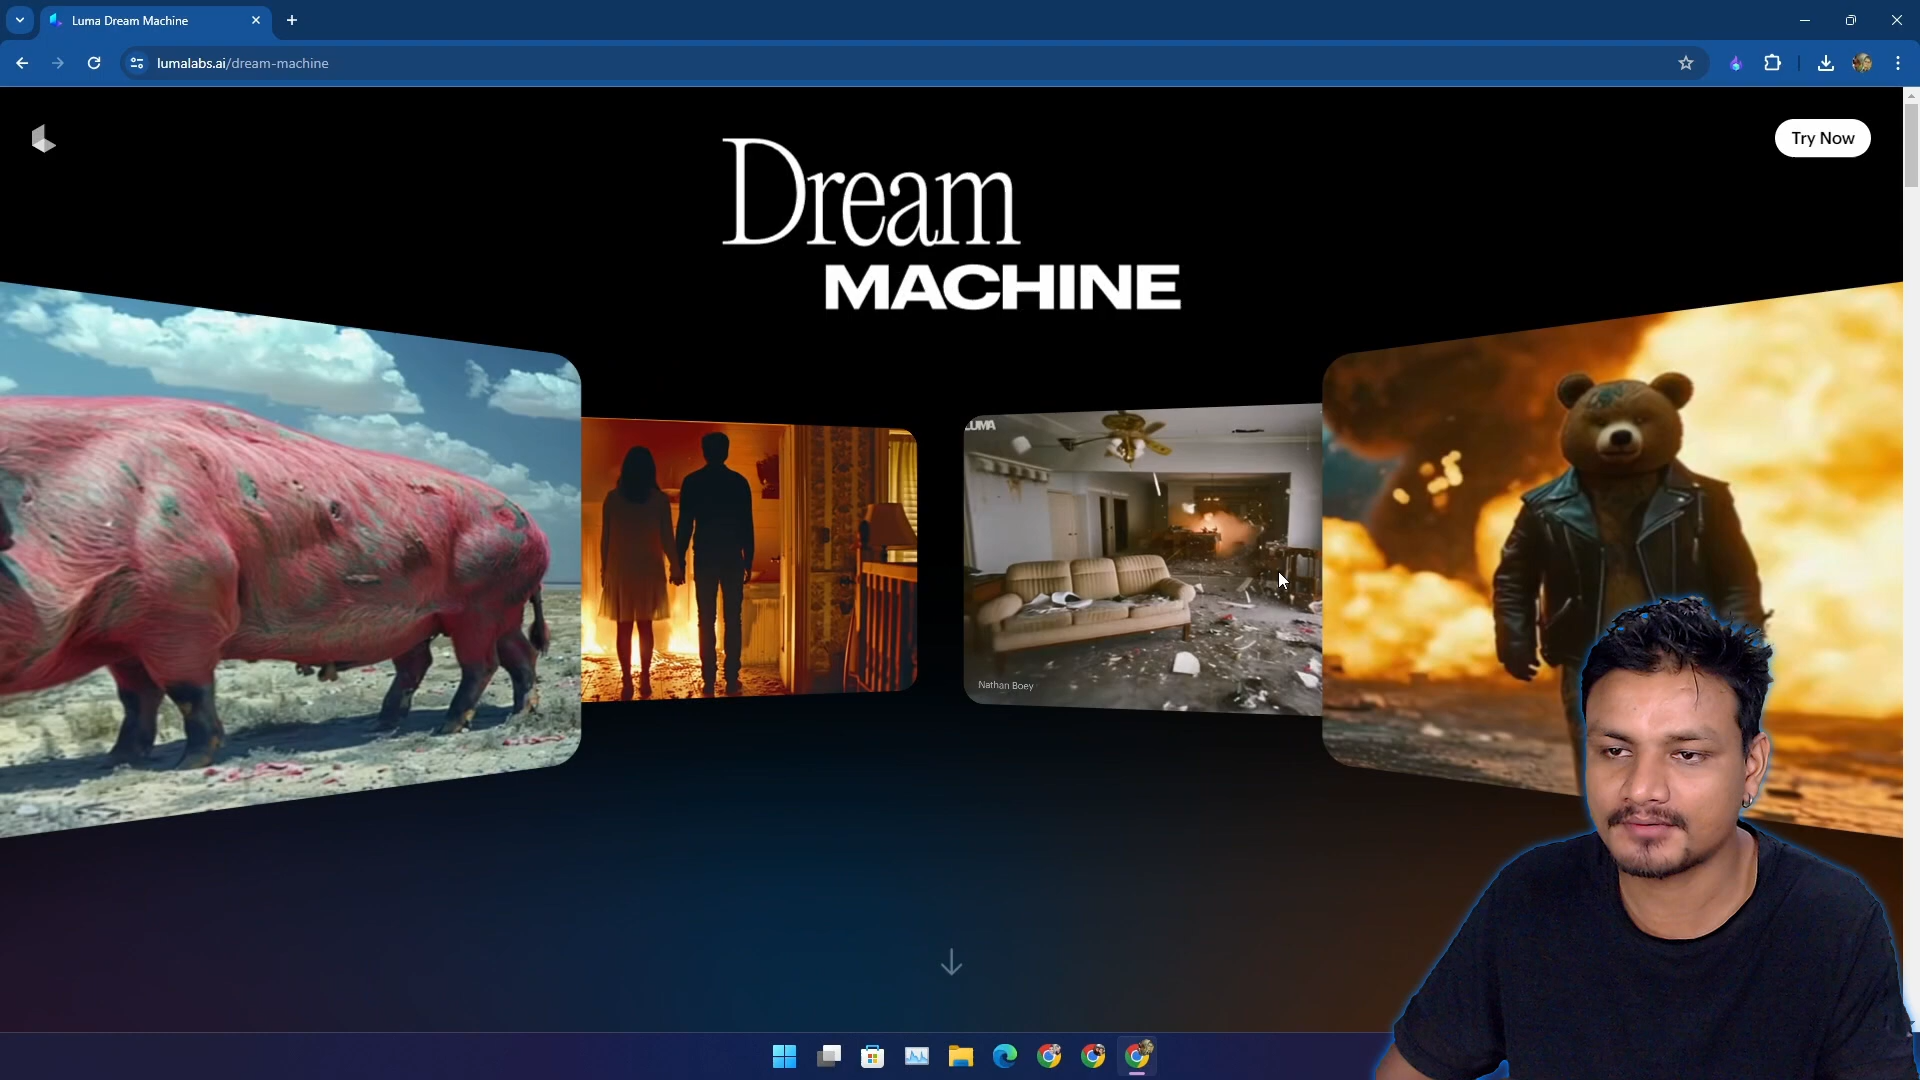 Luma Dream Machine
lumalabs.ai/dream-machine
Try Now
Dream
MACHINE
LUMA
Nathan Boey